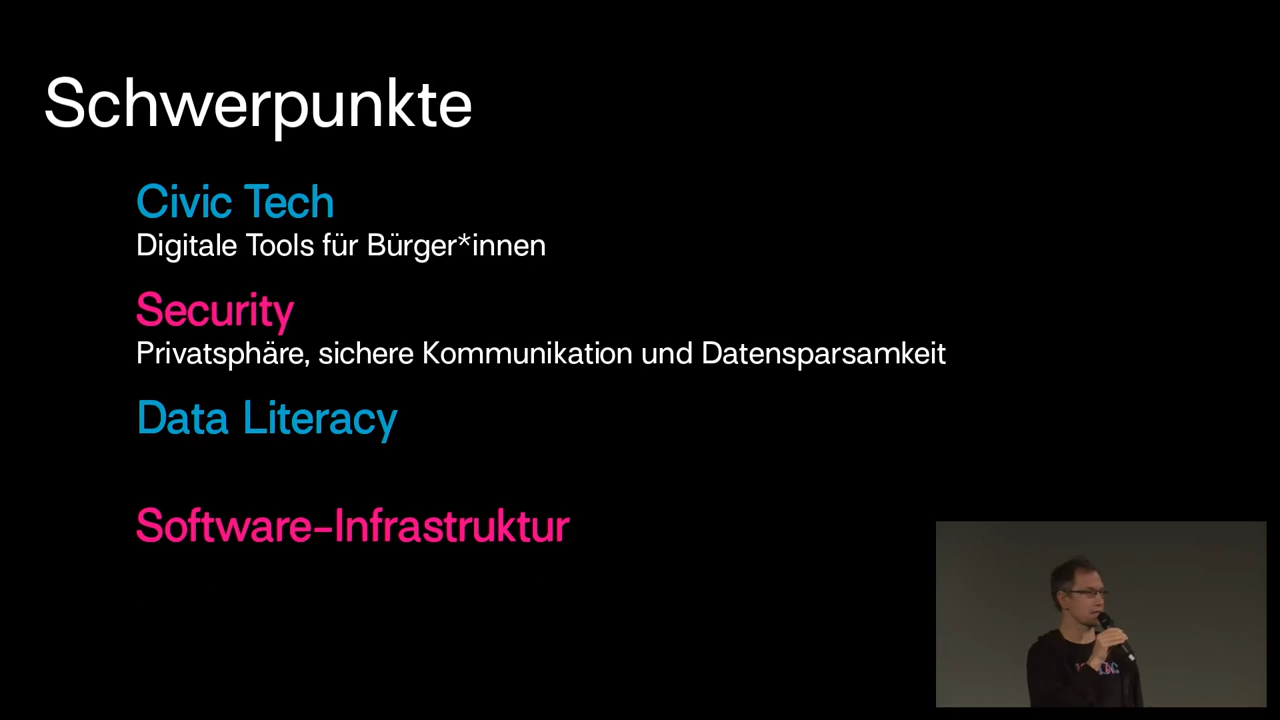 Schwerpunkte
Civic Tech
Digitale Tools für Bürger*innen
Security
Privatsphäre, sichere Kommunikation und Datensparsamkeit
Data Literacy
Software-Infrastruktur